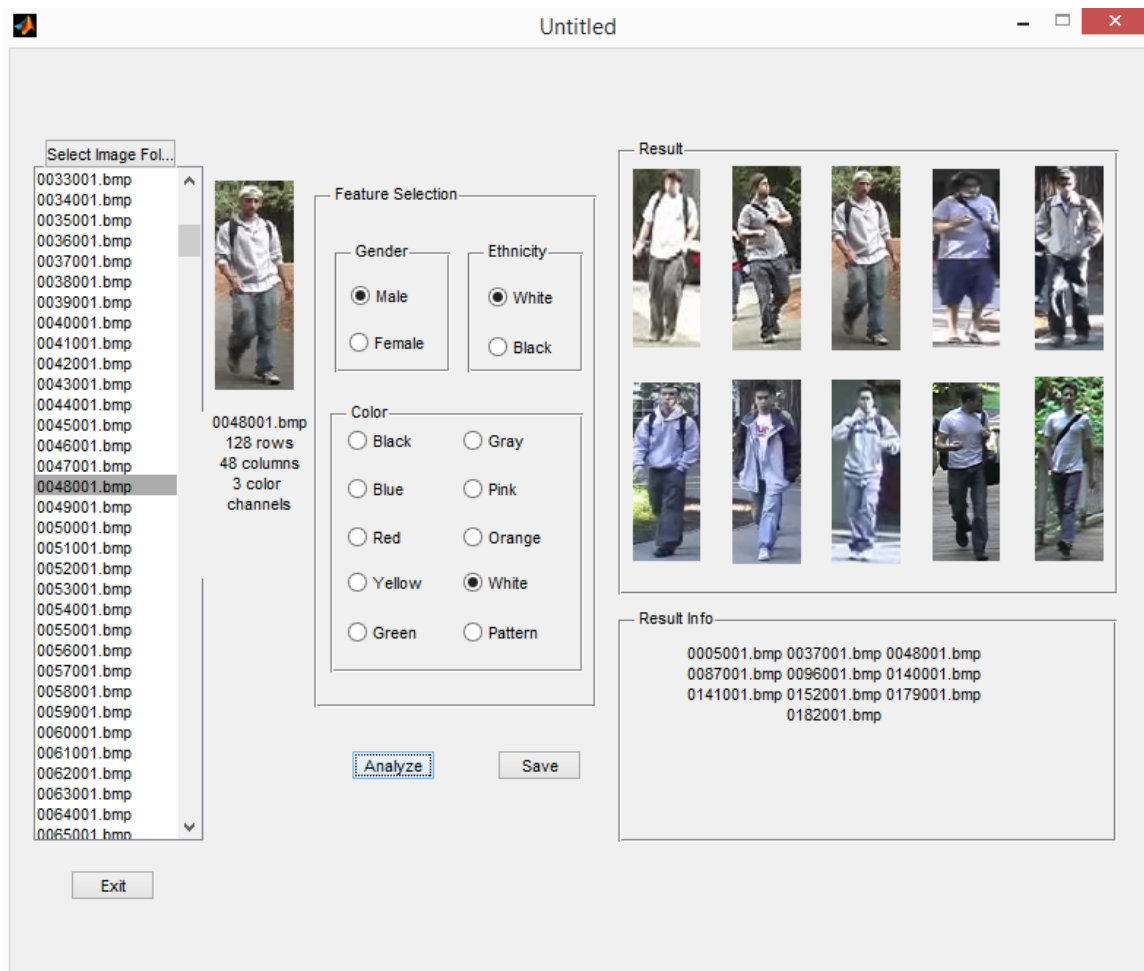 Untitled
Select Image Fol...
0033001.bmp
0034001.bmp
0035001.bmp
0036001.bmp
0037001.bmp
0038001.bmp
0039001.bmp
0040001.bmp
0041001.bmp
0042001.bmp
0043001.bmp
0044001.bmp
0045001.bmp
0046001.bmp
0047001.bmp
0048001.bmp
0049001.bmp
0050001.bmp
0051001.bmp
0052001.bmp
0053001.bmp
0054001.bmp
0055001.bmp
0056001.bmp
0057001.bmp
0058001.bmp
0059001.bmp
0060001.bmp
0061001.bmp
0062001.bmp
0063001.bmp
0064001.bmp
0065001.bmp
Exit
0048001.bmp
128 rows
48 columns
3 color
channels
Feature Selection
Gender
Male
Female
Ethnicity
White
Black
Color
Black
Gray
Blue
Pink
Red
Orange
Yellow
White
Green
Pattern
Analyze
Save
Result
Result Info
0005001.bmp 0037001.bmp 0048001.bmp
0087001.bmp 0096001.bmp 0140001.bmp
0141001.bmp 0152001.bmp 0179001.bmp
0182001.bmp